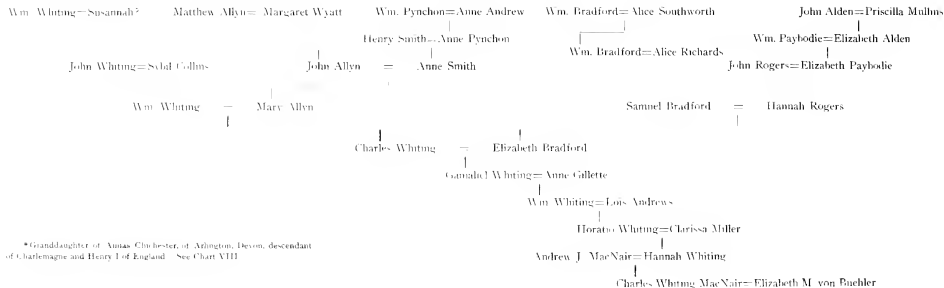 Wm. Whiting=Susannah* Matthew Allyn= Margaret Wyatt Wm. Pynchon=Anne Andrew Wm. Bradford=Alice Southworth John Alden=Priscilla Mullins
Henry Smith=Anne Pynchon Wm. Paybodie=Elizabeth Alden
Wm. Bradford=Alice Richards
John Whiting=Sybil Collins John Allyn = Anne Smith John Rogers=Elizabeth Paybodie
Wm Whiting = Mary Allyn Samuel Bradford = Hannah Rogers
Charles Whiting = Elizabeth Bradford
Gamaliel Whiting=Anne Gillette
Wm Whiting=Lois Andrews
Horatio Whiting=Clarissa Miller
*Granddaughter of Annas Chichester, of Arlington, Devon, descendant
of Charlemagne and Henry I of England See Chart VIII
Andrew J. MacNair=Hannah Whiting
Charles Whiting MacNair=Elizabeth M. von Buehler